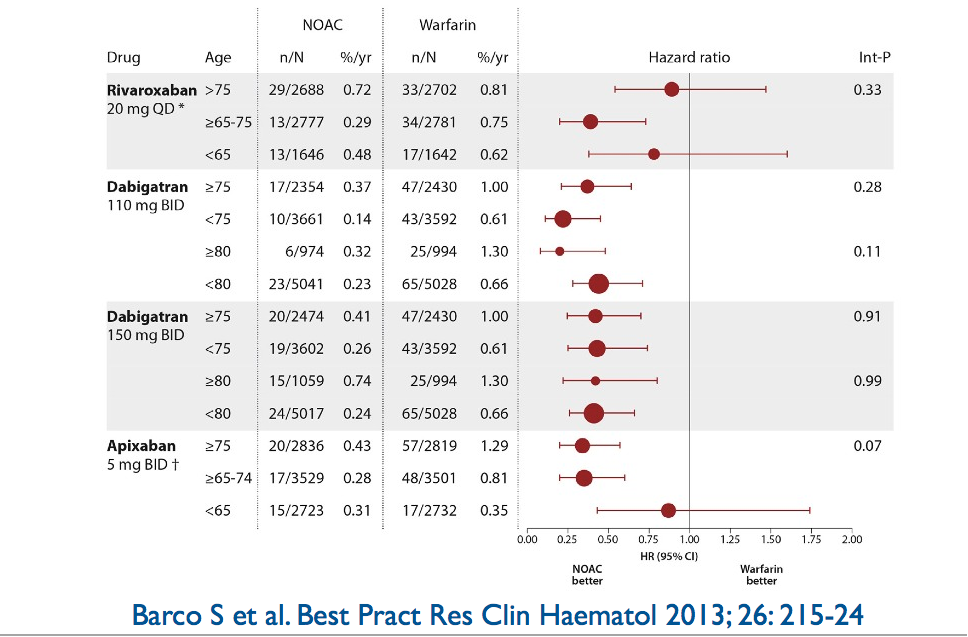 NOAC Warfarin
Drug Age n/N %/yr n/N %/yr Hazard ratio Int-P
Rivaroxaban >75 29/2688 0.72 33/2702 0.81 0.33
20 mg QD *
≥65-75 13/2777 0.29 34/2781 0.75
<65 13/1646 0.48 17/1642 0.62
Dabigatran ≥75 17/2354 0.37 47/2430 1.00 0.28
110 mg BID
<75 10/3661 0.14 43/3592 0.61
≥80 6/974 0.32 25/994 1.30 0.11
<80 23/5041 0.23 65/5028 0.66
Dabigatran ≥75 20/2474 0.41 47/2430 1.00 0.91
150 mg BID
<75 19/3602 0.26 43/3592 0.61
≥80 15/1059 0.74 25/994 1.30 0.99
<80 24/5017 0.24 65/5028 0.66
Apixaban ≥75 20/2836 0.43 57/2819 1.29 0.07
5 mg BID †
≥65-74 17/3529 0.28 48/3501 0.81
<65 15/2723 0.31 17/2732 0.35
0.00 0.25 0.50 0.75 1.00 1.25 1.50 1.75 2.00
HR (95% CI)
NOAC Warfarin
better better
Barco S et al. Best Pract Res Clin Haematol 2013; 26: 215-24